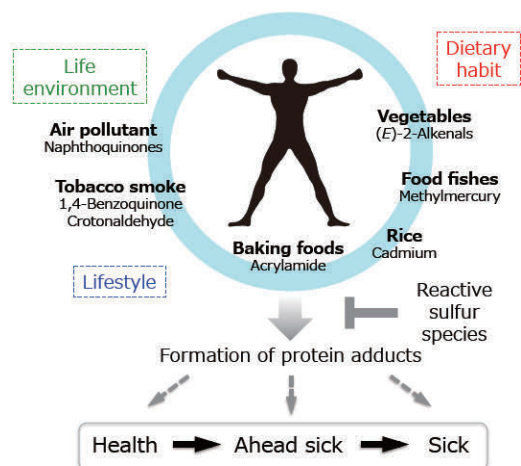 Life
environment
Dietary
habit
Air pollutant
Naphthoquinones
Vegetables
(E)-2-Alkenals
Tobacco smoke
1,4-Benzoquinone
Crotonaldehyde
Food fishes
Methylmercury
Rice
Cadmium
Baking foods
Acrylamide
Lifestyle
Reactive
sulfur
species
Formation of protein adducts
Health Ahead sick Sick